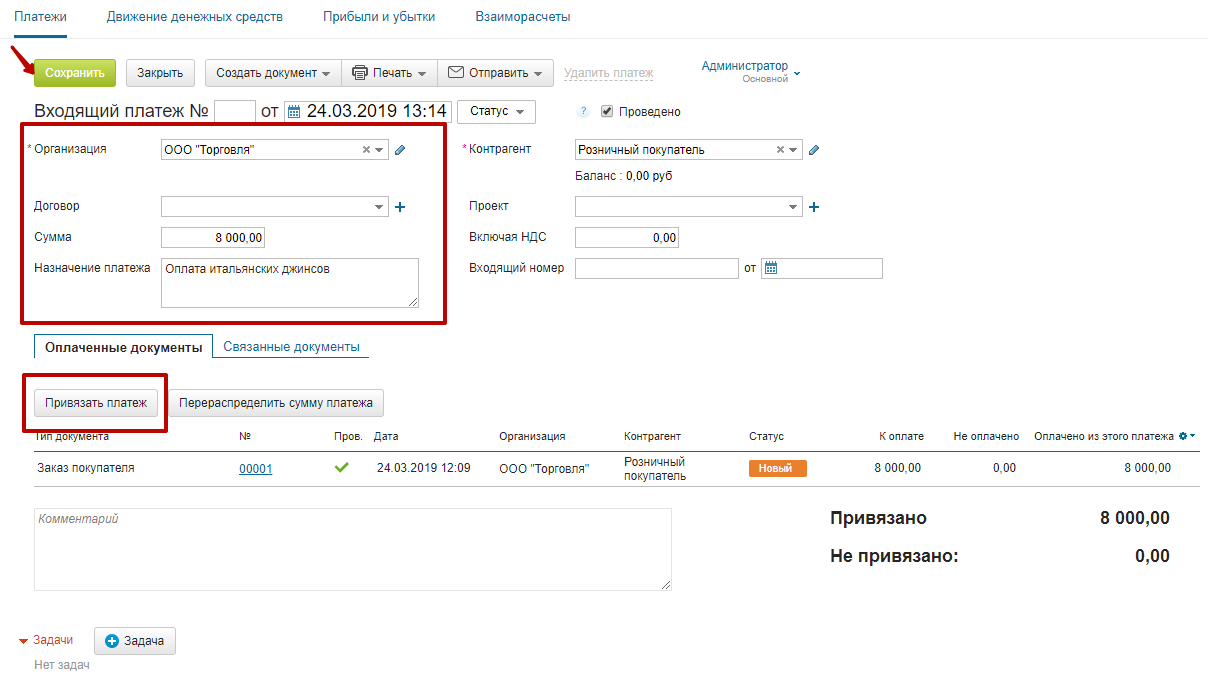 Платежи Движение денежных средств Прибыли и убытки Взаиморасчеты
Сохранить Закрыть Создать документ Печать Отправить Удалить платеж Администратор
Основной
Входящий платеж № от 24.03.2019 13:14 Статус ? Проведено
* Организация ООО "Торговля" * Контрагент Розничный покупатель
Баланс : 0,00 руб
Договор Проект
Сумма 8 000,00 Включая НДС 0,00
Назначение платежа Оплата итальянских джинсов Входящий номер от
Оплаченные документы Связанные документы
Привязать платеж Перераспределить сумму платежа
Тип документа № Пров. Дата Организация Контрагент Статус К оплате Не оплачено Оплачено из этого платежа
Заказ покупателя 00001 24.03.2019 12:09 ООО "Торговля" Розничный покупатель Новый 8 000,00 0,00 8 000,00
Комментарий
Привязано 8 000,00
Не привязано: 0,00
Задачи Задача
Нет задач